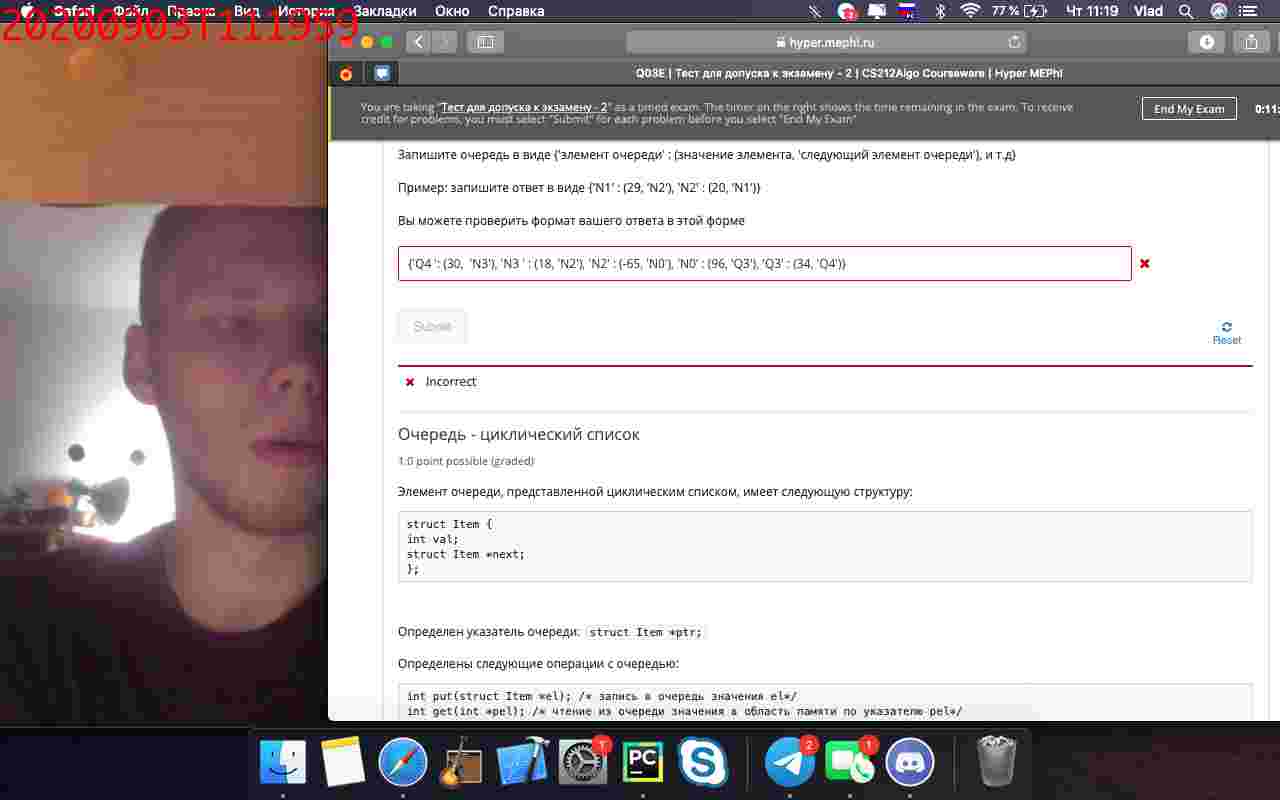 20200903T111959
Safari Файл Правка Вид История Закладки Окно Справка
77 % Чт 11:19 Vlad
hyper.mephi.ru
Q03E | Тест для допуска к экзамену - 2 | CS212Algo Courseware | Hyper MEPhI
You are taking "Тест для допуска к экзамену - 2" as a timed exam. The timer on the right shows the time remaining in the exam. To receive
credit for problems, you must select "Submit" for each problem before you select "End My Exam"
End My Exam
0:11:
Запишите очередь в виде {'элемент очереди' : (значение элемента, 'следующий элемент очереди'), и т.д}
Пример: запишите ответ в виде {'N1' : (29, 'N2'), 'N2' : (20, 'N1')}
Вы можете проверить формат вашего ответа в этой форме
{'Q4 ': (30, 'N3'), 'N3 ' : (18, 'N2'), 'N2' : (-65, 'N0'), 'N0' : (96, 'Q3'), 'Q3' : (34, 'Q4')}
Submit
Reset
Incorrect
Очередь - циклический список
1.0 point possible (graded)
Элемент очереди, представленной циклическим списком, имеет следующую структуру:
struct Item {
int val;
struct Item *next;
};
Определен указатель очереди: struct Item *ptr;
Определены следующие операции с очередью:
int put(struct Item *el); /* запись в очередь значения el*/
int get(int *pel); /* чтение из очереди значения в область памяти по указателю pel*/
1
PC
2
1